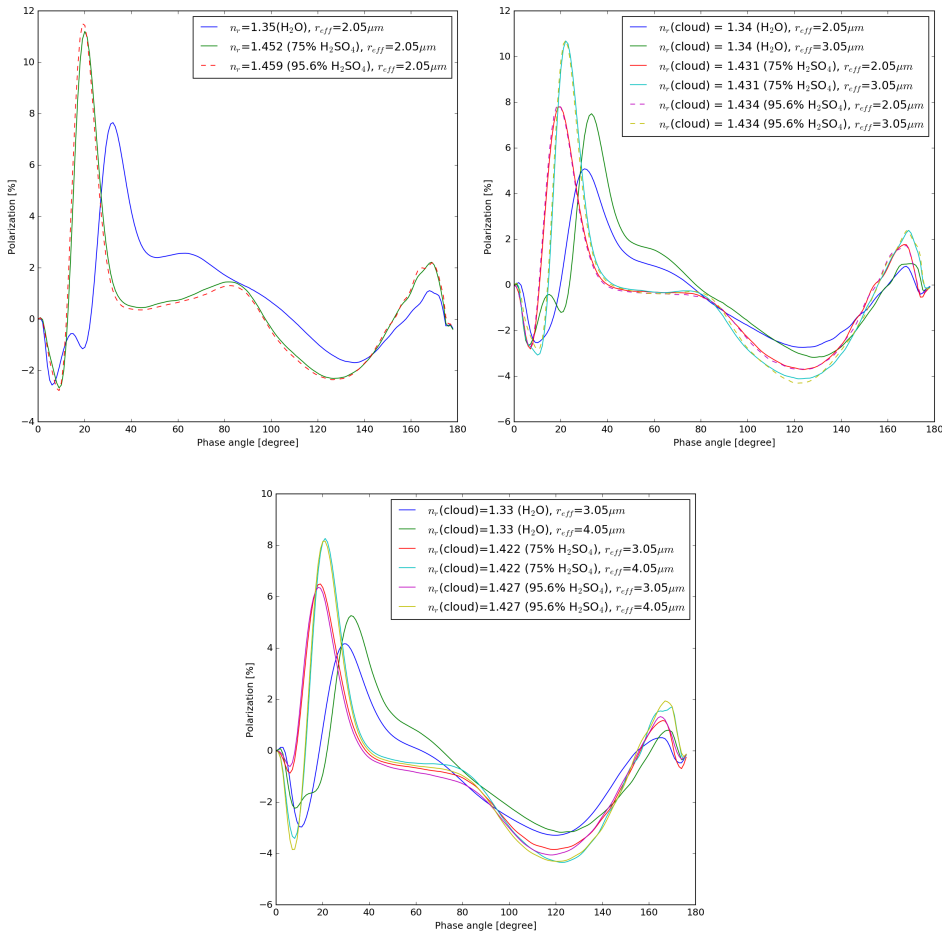 12
10
8
6
4
2
0
−2
−4
Polarization [%]
0 20 40 60 80 100 120 140 160 180
Phase angle [degree]
n_r=1.35(H₂O), r_eff=2.05μm
n_r=1.452 (75% H₂SO₄), r_eff=2.05μm
n_r=1.459 (95.6% H₂SO₄), r_eff=2.05μm
12
10
8
6
4
2
0
−2
−4
−6
Polarization [%]
0 20 40 60 80 100 120 140 160 180
Phase angle [degree]
n_r(cloud) = 1.34 (H₂O), r_eff=2.05μm
n_r(cloud) = 1.34 (H₂O), r_eff=3.05μm
n_r(cloud) = 1.431 (75% H₂SO₄), r_eff=2.05μm
n_r(cloud) = 1.431 (75% H₂SO₄), r_eff=3.05μm
n_r(cloud) = 1.434 (95.6% H₂SO₄), r_eff=2.05μm
n_r(cloud) = 1.434 (95.6% H₂SO₄), r_eff=3.05μm
10
8
6
4
2
0
−2
−4
−6
Polarization [%]
0 20 40 60 80 100 120 140 160 180
Phase angle [degree]
n_r(cloud)=1.33 (H₂O), r_eff=3.05μm
n_r(cloud)=1.33 (H₂O), r_eff=4.05μm
n_r(cloud)=1.422 (75% H₂SO₄), r_eff=3.05μm
n_r(cloud)=1.422 (75% H₂SO₄), r_eff=4.05μm
n_r(cloud)=1.427 (95.6% H₂SO₄), r_eff=3.05μm
n_r(cloud)=1.427 (95.6% H₂SO₄), r_eff=4.05μm